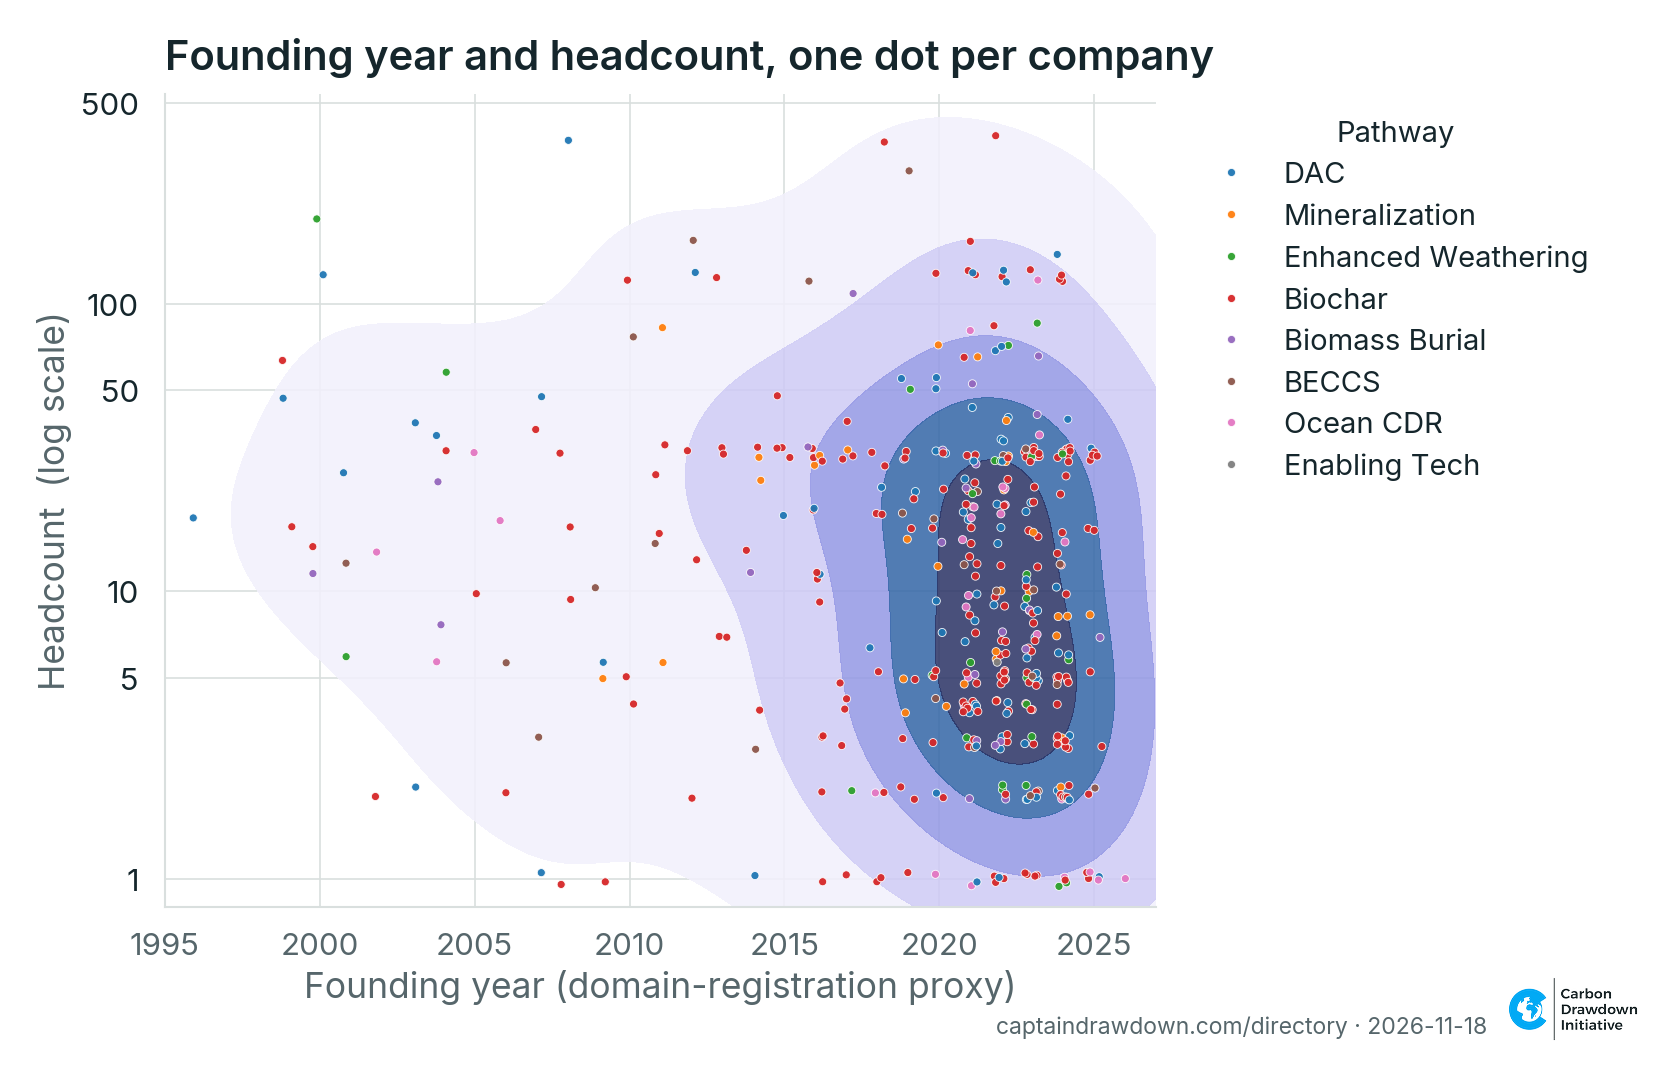 Founding year and headcount, one dot per company
500
100
50
10
5
1
Headcount (log scale)
1995 2000 2005 2010 2015 2020 2025
Founding year (domain-registration proxy)
Pathway
DAC
Mineralization
Enhanced Weathering
Biochar
Biomass Burial
BECCS
Ocean CDR
Enabling Tech
captaindrawdown.com/directory · 2026-11-18
Carbon
Drawdown
Initiative